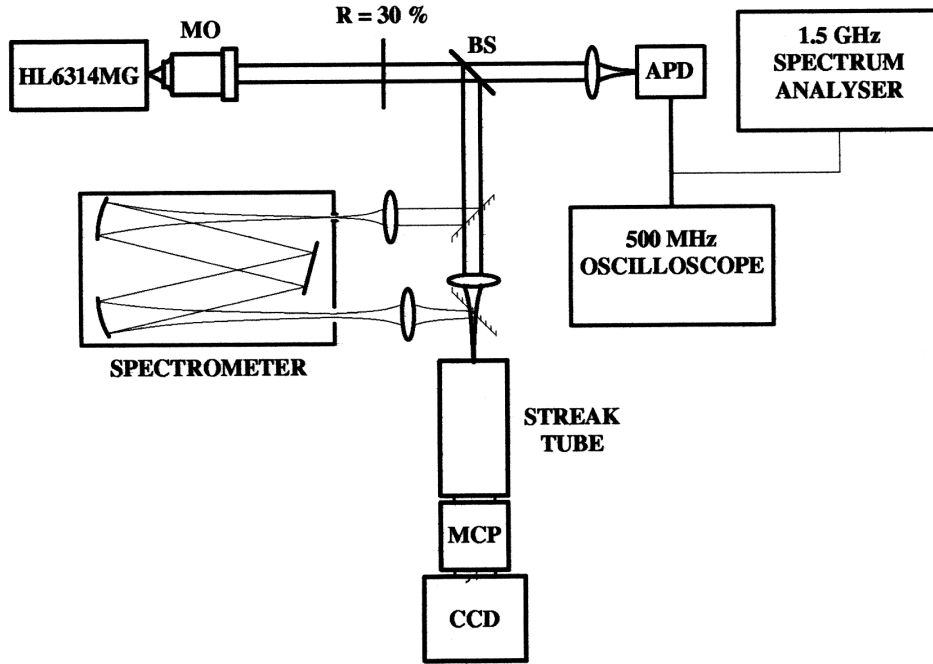 R = 30 %
MO
BS
HL6314MG
APD
1.5 GHz
SPECTRUM
ANALYSER
500 MHz
OSCILLOSCOPE
SPECTROMETER
STREAK
TUBE
MCP
CCD